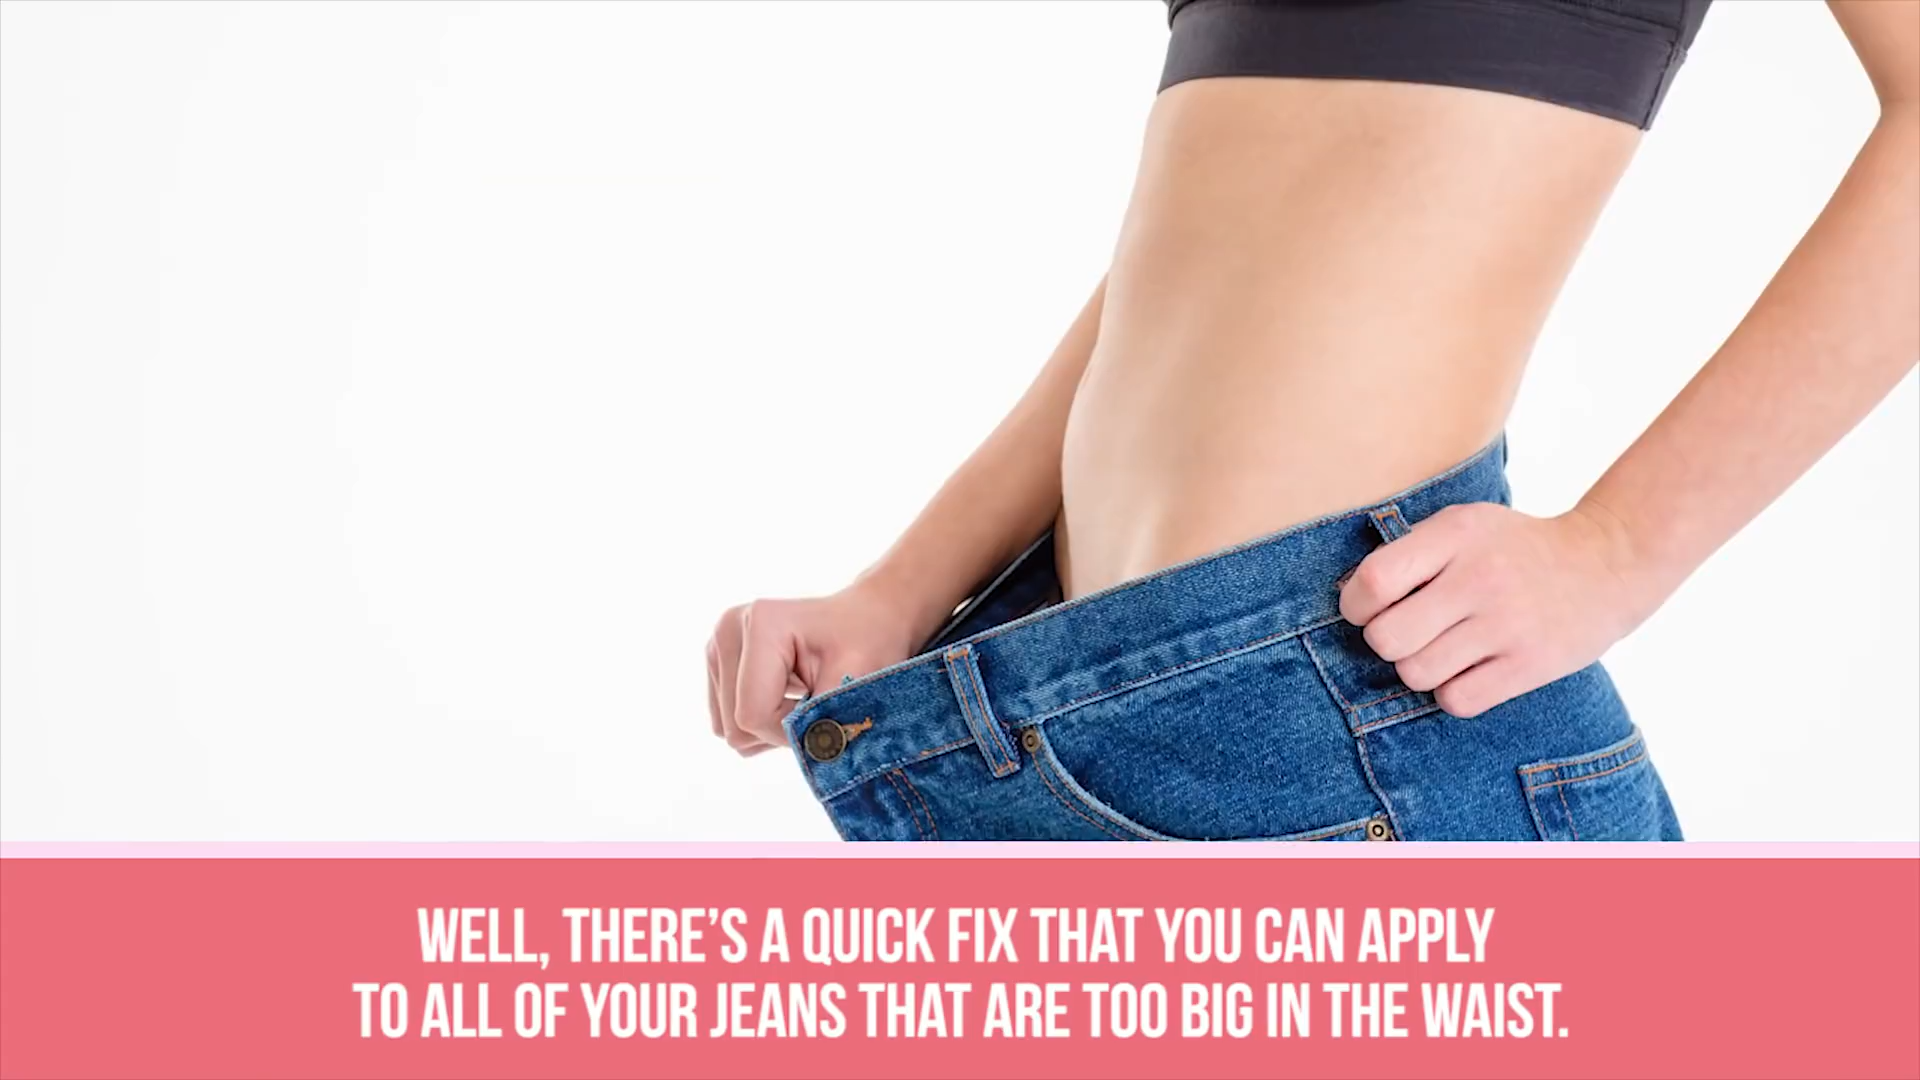 WELL, THERE’S A QUICK FIX THAT YOU CAN APPLY
TO ALL OF YOUR JEANS THAT ARE TOO BIG IN THE WAIST.